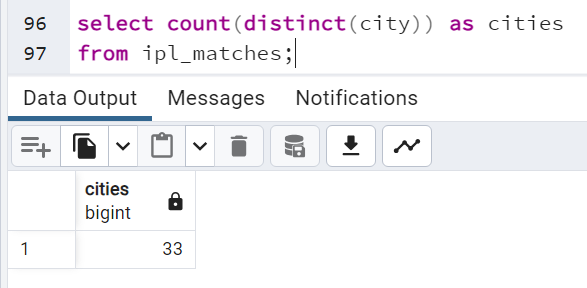 96 select count(distinct(city)) as cities
97 from ipl_matches;
Data Output Messages Notifications
cities
bigint
1 33